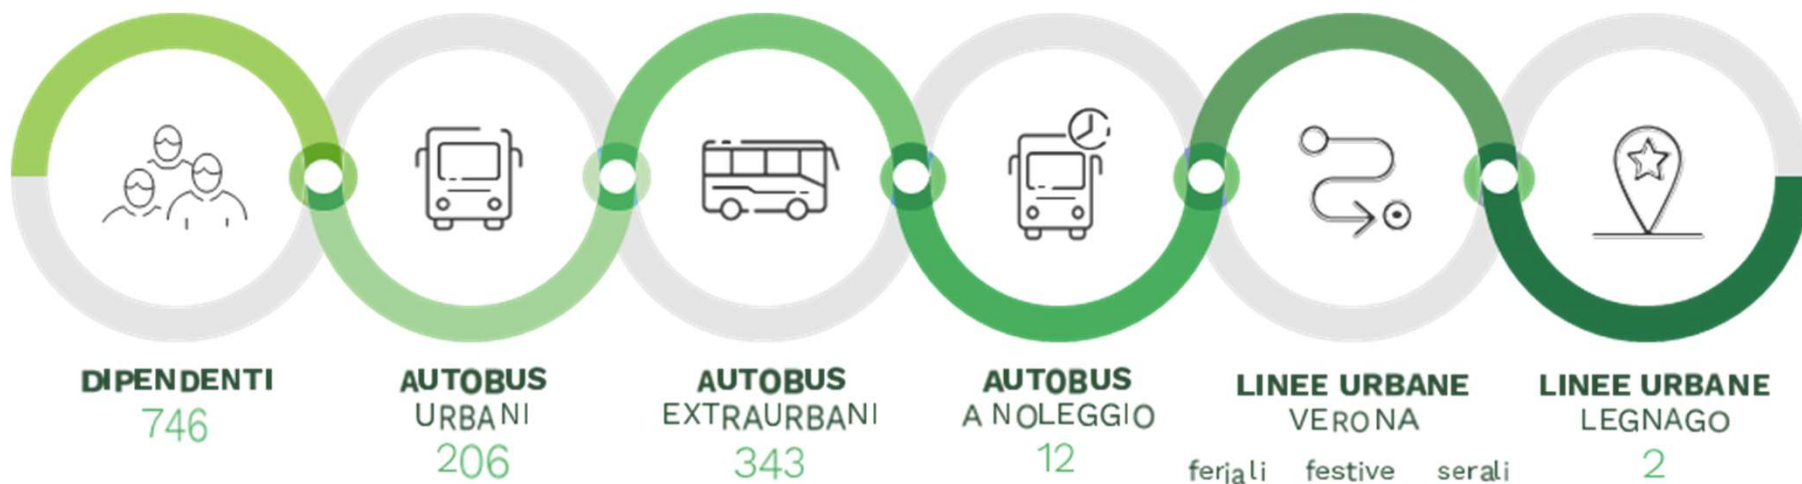 DIPENDENTI
746
AUTOBUS
URBANI
206
AUTOBUS
EXTRAURBANI
343
AUTOBUS
A NOLEGGIO
12
LINEE URBANE
VERONA
feriali festive serali
LINEE URBANE
LEGNAGO
2